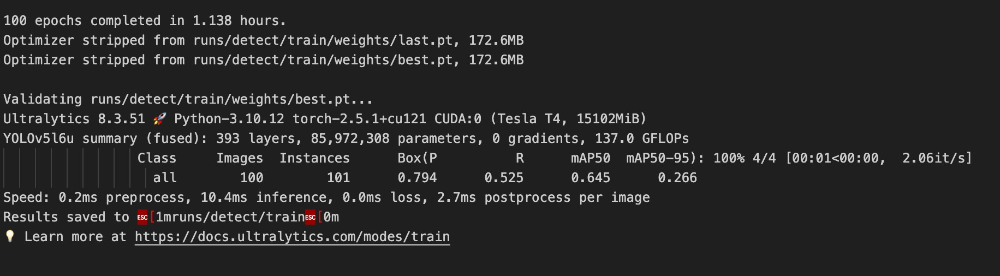 100 epochs completed in 1.138 hours.
Optimizer stripped from runs/detect/train/weights/last.pt, 172.6MB
Optimizer stripped from runs/detect/train/weights/best.pt, 172.6MB
Validating runs/detect/train/weights/best.pt...
Ultralytics 8.3.51 🚀 Python-3.10.12 torch-2.5.1+cu121 CUDA:0 (Tesla T4, 15102MiB)
YOLOv5l6u summary (fused): 393 layers, 85,972,308 parameters, 0 gradients, 137.0 GFLOPs
Class Images Instances Box(P R mAP50 mAP50-95): 100% 4/4 [00:01<00:00, 2.06it/s]
all 100 101 0.794 0.525 0.645 0.266
Speed: 0.2ms preprocess, 10.4ms inference, 0.0ms loss, 2.7ms postprocess per image
Results saved to ESC[1mruns/detect/trainESC[0m
💡 Learn more at https://docs.ultralytics.com/modes/train